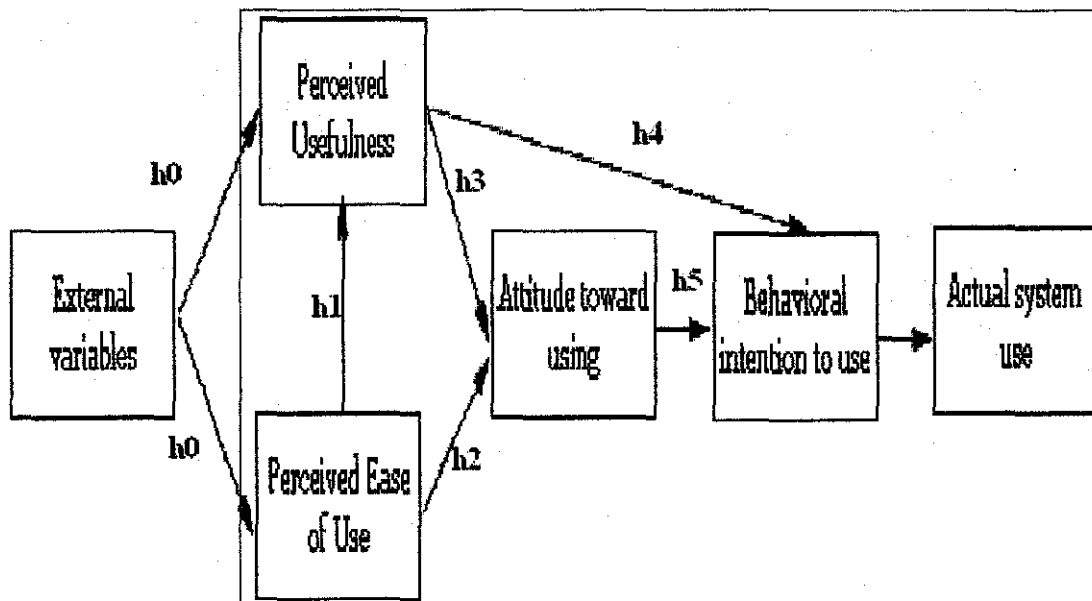 Perceived
Usefulness
h4
h0
h3
External
variables
h1
Attitude toward
using
h5
Behavioral
intention to use
Actual system
use
h0
h2
Perceived Ease
of Use